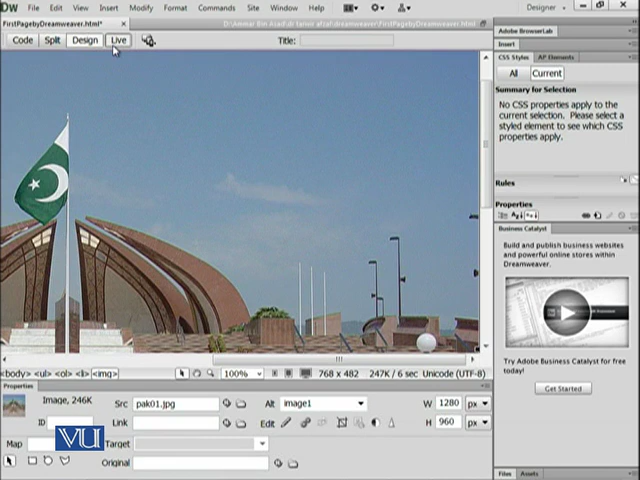 Dw File Edit View Insert Modify Format Commands Site Window Help Designer
FirstPagebyDreamweaver.html*
Code Split Design Live Title:
Adobe BrowserLab
Insert
CSS Styles AP Elements
All Current
Summary for Selection
No CSS properties apply to the
current selection. Please select a
styled element to see which CSS
properties apply.
Rules
Properties
Business Catalyst
Build and publish business websites
and powerful online stores within
Dreamweaver.
Try Adobe Business Catalyst for free
today!
Get Started
Files Assets
<body> <ul> <ol> <li> <img> 100% 768 x 482 247K / 6 sec Unicode (UTF-8)
Properties
Image, 246K Src pak01.jpg Alt image1 W 1280 px
ID Link Edit H 960 px
Map VU Target
Original